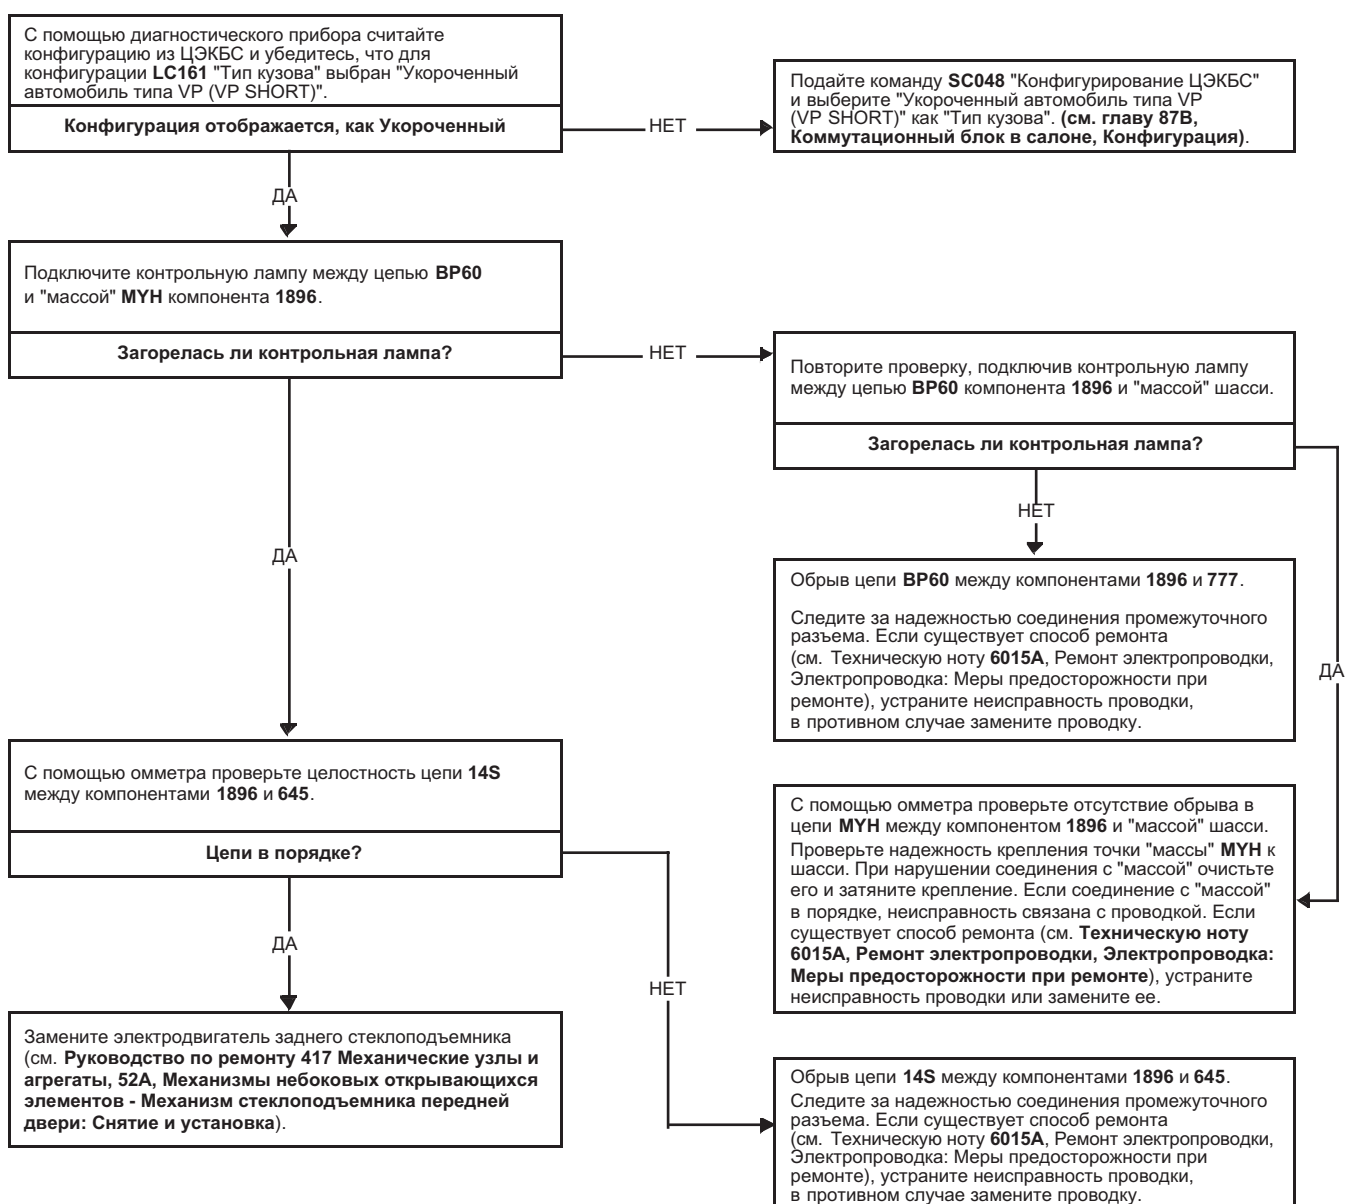 С помощью диагностического прибора считайте
конфигурацию из ЦЭКБС и убедитесь, что для
конфигурации LC161 "Тип кузова" выбран "Укороченный
автомобиль типа VP (VP SHORT)".
Конфигурация отображается, как Укороченный
НЕТ
Подайте команду SC048 "Конфигурирование ЦЭКБС"
и выберите "Укороченный автомобиль типа VP
(VP SHORT)" как "Тип кузова". (см. главу 87B,
Коммутационный блок в салоне, Конфигурация).
ДА
Подключите контрольную лампу между цепью BP60
и "массой" MYH компонента 1896.
Загорелась ли контрольная лампа?
НЕТ
Повторите проверку, подключив контрольную лампу
между цепью BP60 компонента 1896 и "массой" шасси.
Загорелась ли контрольная лампа?
НЕТ
ДА
Обрыв цепи BP60 между компонентами 1896 и 777.
Следите за надежностью соединения промежуточного
разъема. Если существует способ ремонта
(см. Техническую ноту 6015A, Ремонт электропроводки,
Электропроводка: Меры предосторожности при
ремонте), устраните неисправность проводки,
в противном случае замените проводку.
ДА
С помощью омметра проверьте целостность цепи 14S
между компонентами 1896 и 645.
Цепи в порядке?
С помощью омметра проверьте отсутствие обрыва в
цепи MYH между компонентом 1896 и "массой" шасси.
Проверьте надежность крепления точки "массы" MYH к
шасси. При нарушении соединения с "массой" очистьте
его и затяните крепление. Если соединение с "массой"
в порядке, неисправность связана с проводкой. Если
существует способ ремонта (см. Техническую ноту
6015A, Ремонт электропроводки, Электропроводка:
Меры предосторожности при ремонте), устраните
неисправность проводки или замените ее.
ДА
НЕТ
Замените электродвигатель заднего стеклоподъемника
(см. Руководство по ремонту 417 Механические узлы и
агрегаты, 52A, Механизмы небоковых открывающихся
элементов - Механизм стеклоподъемника передней
двери: Снятие и установка).
Обрыв цепи 14S между компонентами 1896 и 645.
Следите за надежностью соединения промежуточного
разъема. Если существует способ ремонта
(см. Техническую ноту 6015A, Ремонт электропроводки,
Электропроводка: Меры предосторожности при
ремонте), устраните неисправность проводки,
в противном случае замените проводку.